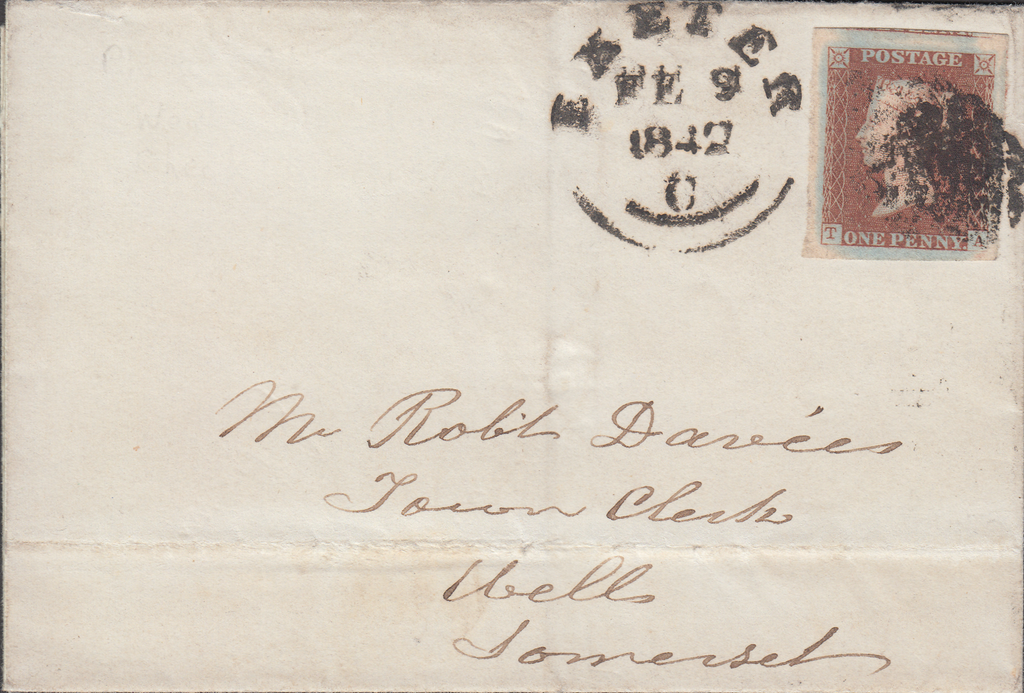 EXETER
FE 9
1842
C
POSTAGE
T ONE PENNY. A
Mr Robt Davies
Town Clerk
Wells
Somerset